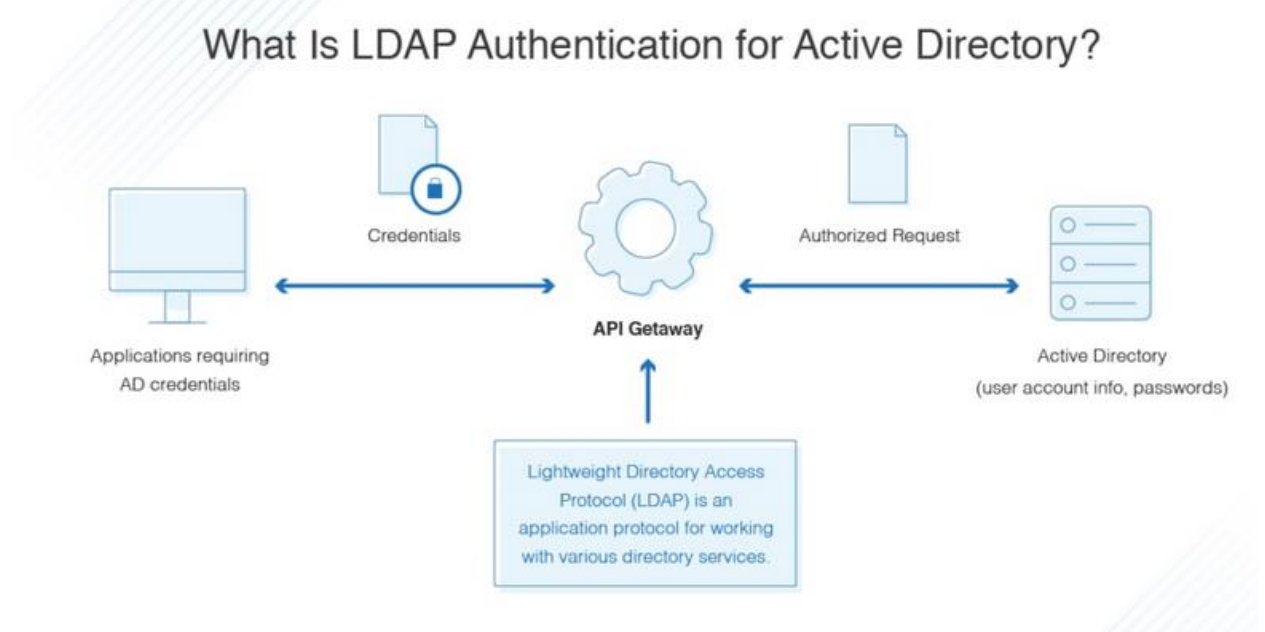 What Is LDAP Authentication for Active Directory?
Credentials
Authorized Request
API Getaway
Applications requiring
AD credentials
Active Directory
(user account info, passwords)
Lightweight Directory Access
Protocol (LDAP) is an
application protocol for working
with various directory services.